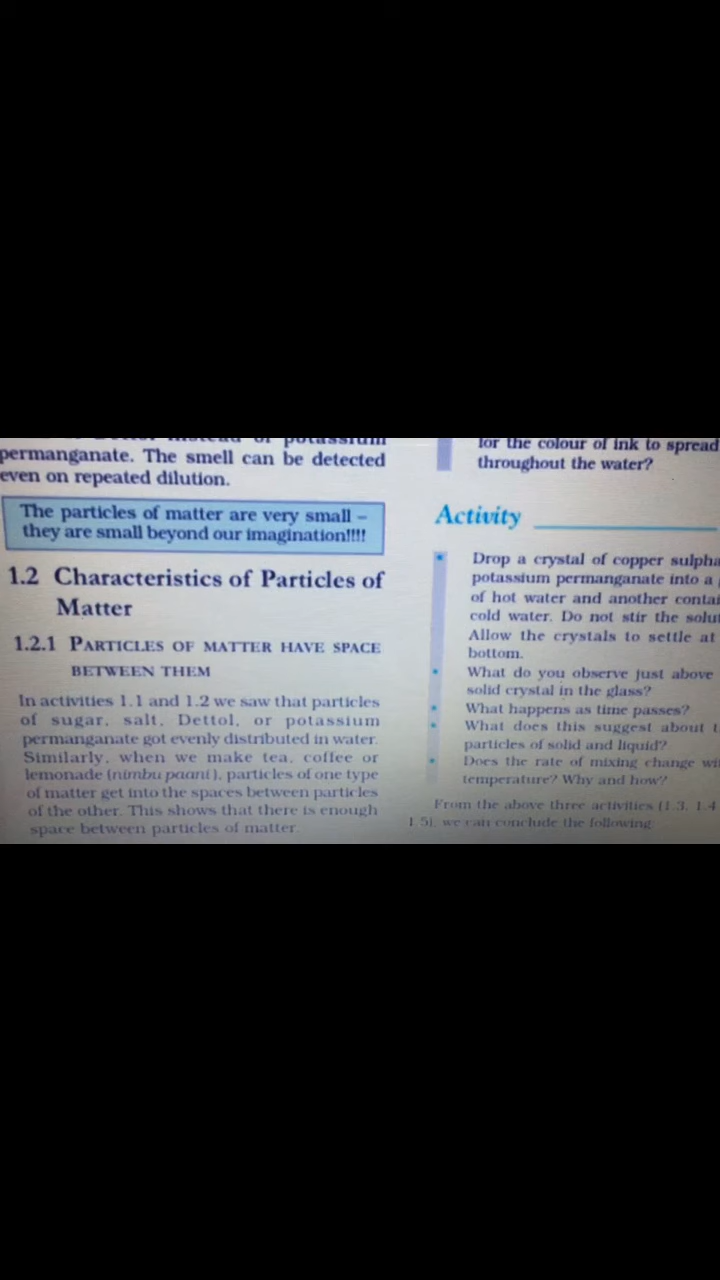 permanganate. The smell can be detected
even on repeated dilution.
The particles of matter are very small –
they are small beyond our imagination!!!!
1.2 Characteristics of Particles of
Matter
1.2.1 PARTICLES OF MATTER HAVE SPACE
BETWEEN THEM
In activities 1.1 and 1.2 we saw that particles
of sugar, salt, Dettol, or potassium
permanganate got evenly distributed in water.
Similarly, when we make tea, coffee or
lemonade (nimbu paani), particles of one type
of matter get into the spaces between particles
of the other. This shows that there is enough
space between particles of matter.
for the colour of ink to spread
throughout the water?
Activity
• Drop a crystal of copper sulpha
potassium permanganate into a
of hot water and another contai
cold water. Do not stir the solut
Allow the crystals to settle at
bottom.
• What do you observe just above
solid crystal in the glass?
• What happens as time passes?
• What does this suggest about t
particles of solid and liquid?
• Does the rate of mixing change wi
temperature? Why and how?
From the above three activities (1.3, 1.4
1.5), we can conclude the following